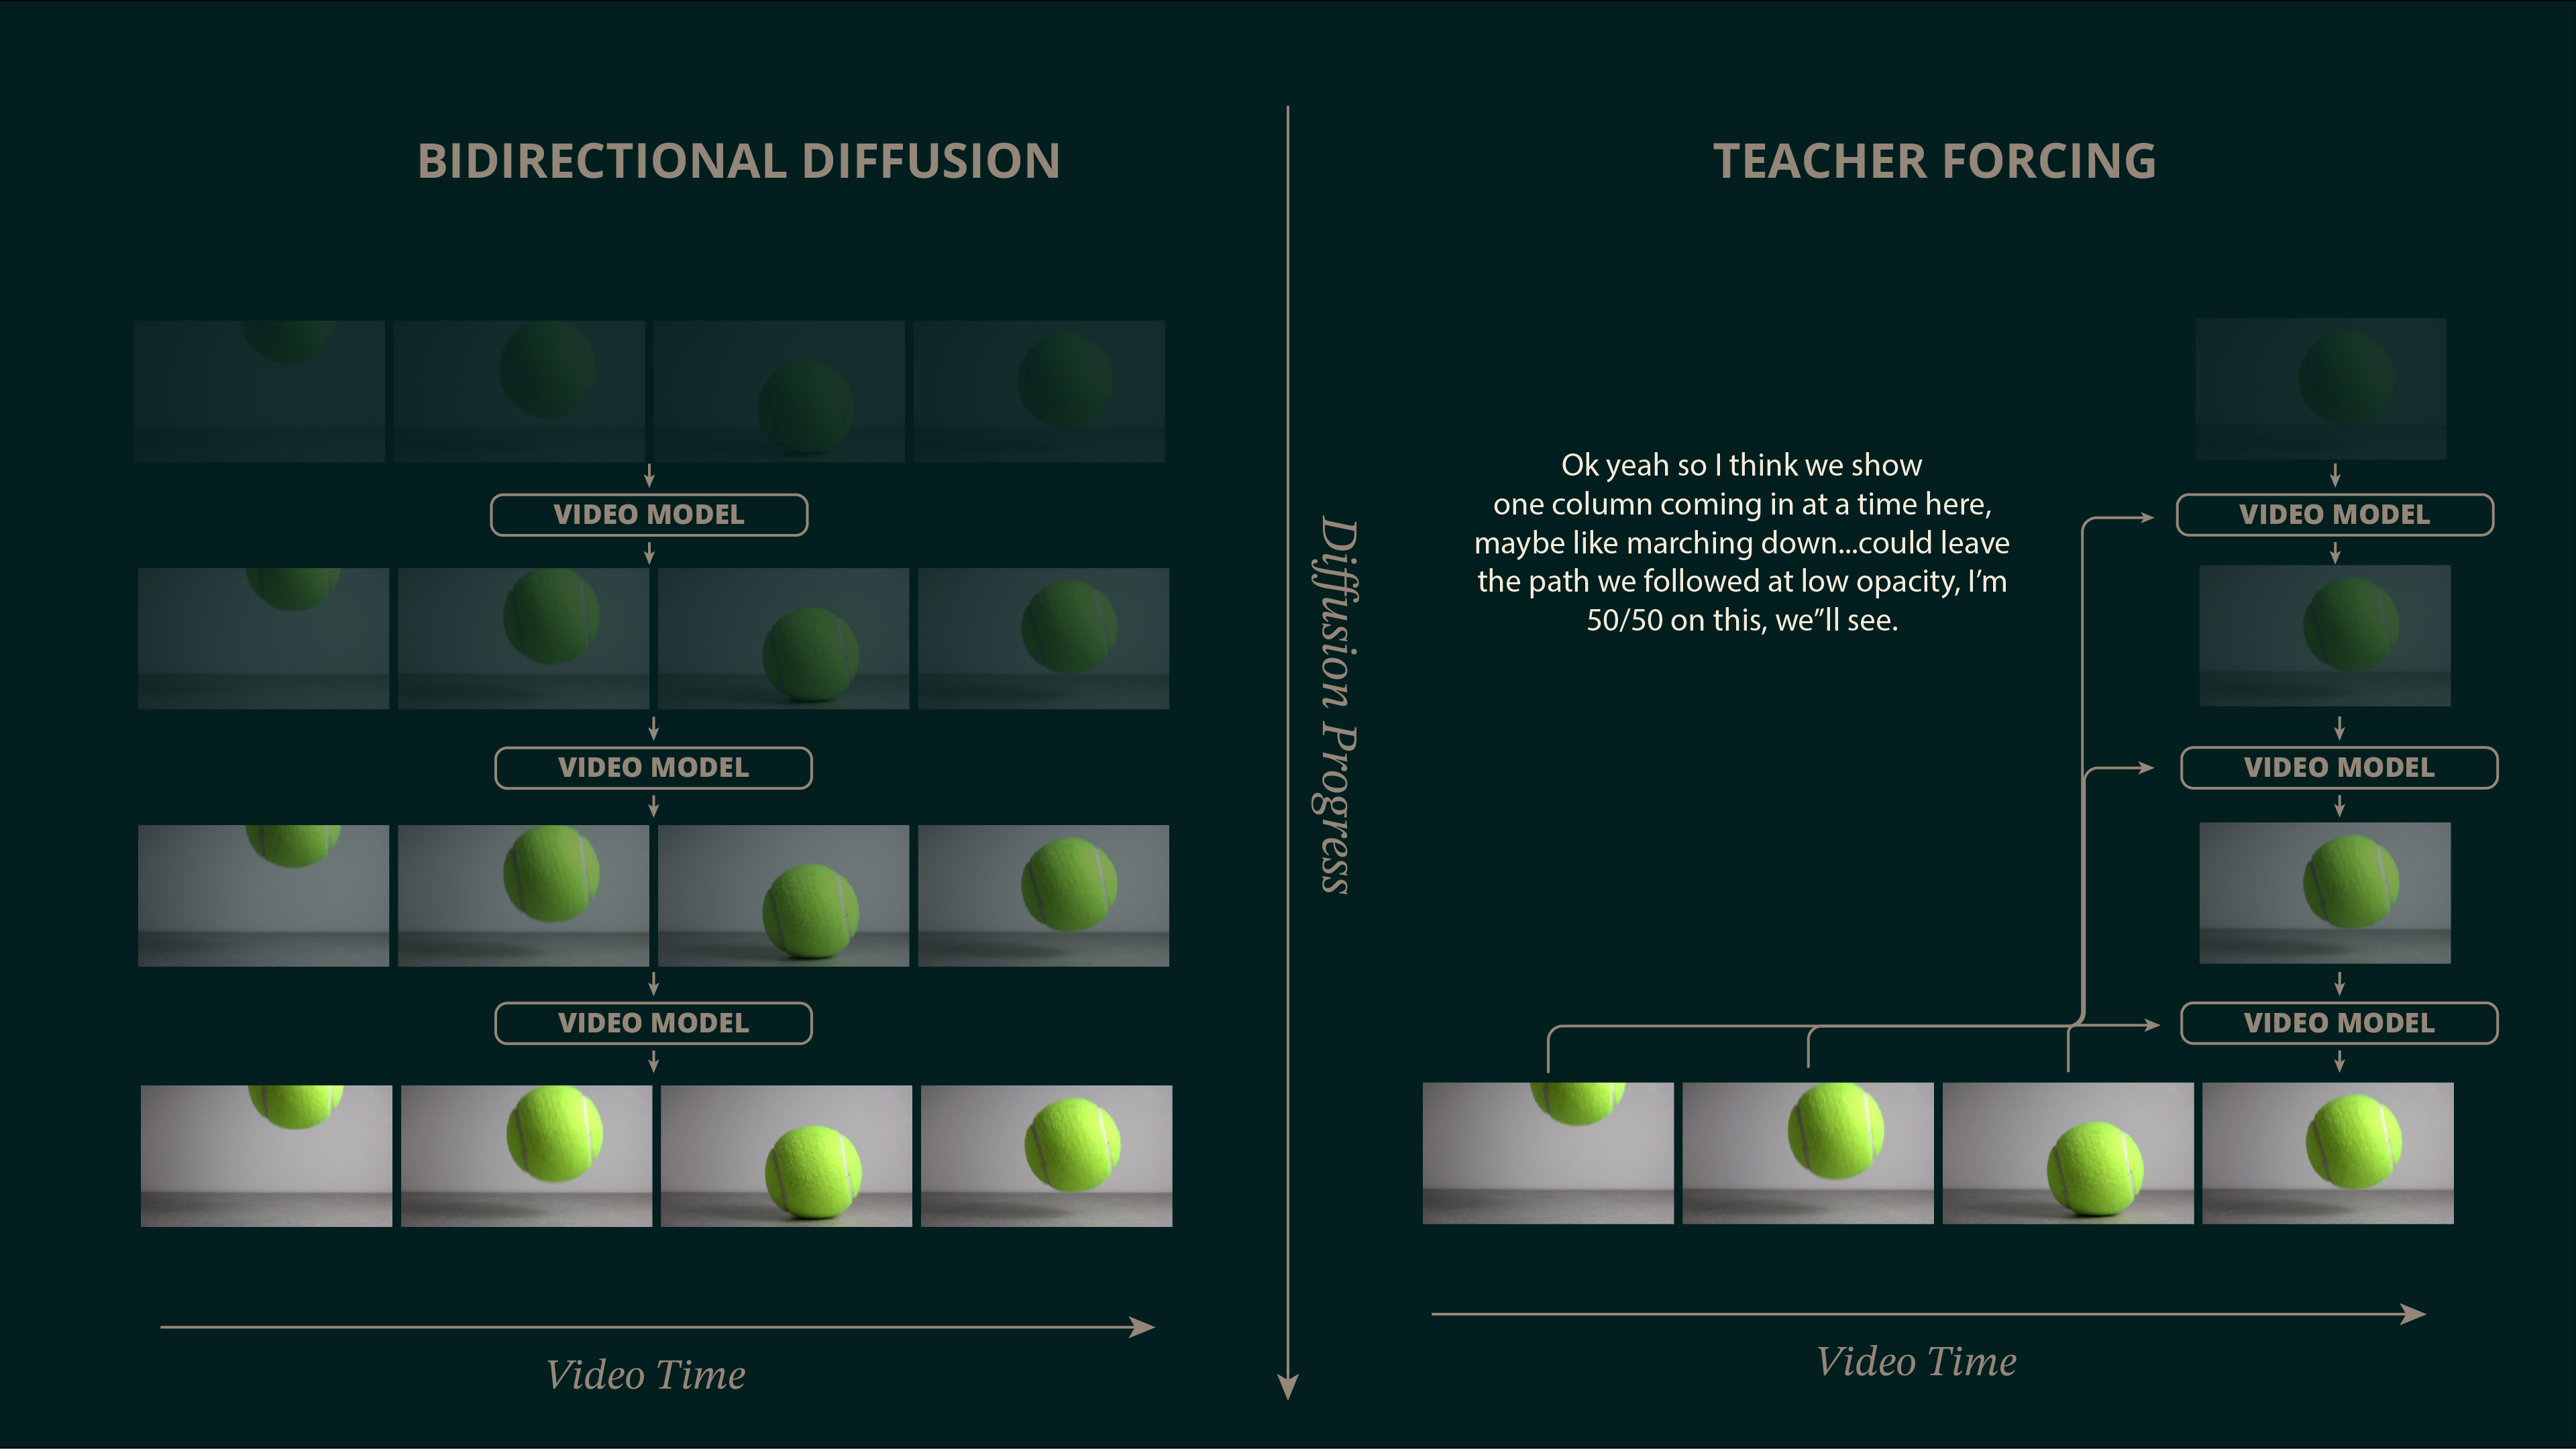 BIDIRECTIONAL DIFFUSION
VIDEO MODEL
VIDEO MODEL
VIDEO MODEL
Video Time
Diffusion Progress
TEACHER FORCING
Ok yeah so I think we show
one column coming in at a time here,
maybe like marching down...could leave
the path we followed at low opacity, I’m
50/50 on this, we”ll see.
VIDEO MODEL
VIDEO MODEL
VIDEO MODEL
Video Time